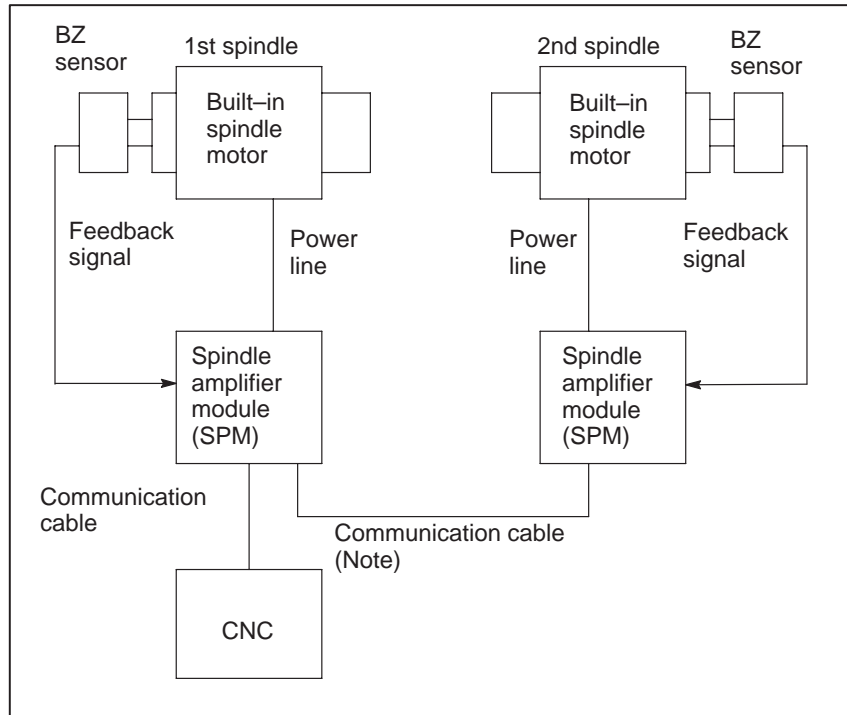 BZ
sensor
1st spindle
2nd spindle
BZ
sensor
Built–in
spindle
motor
Built–in
spindle
motor
Feedback
signal
Power
line
Power
line
Feedback
signal
Spindle
amplifier
module
(SPM)
Spindle
amplifier
module
(SPM)
Communication
cable
Communication cable
(Note)
CNC